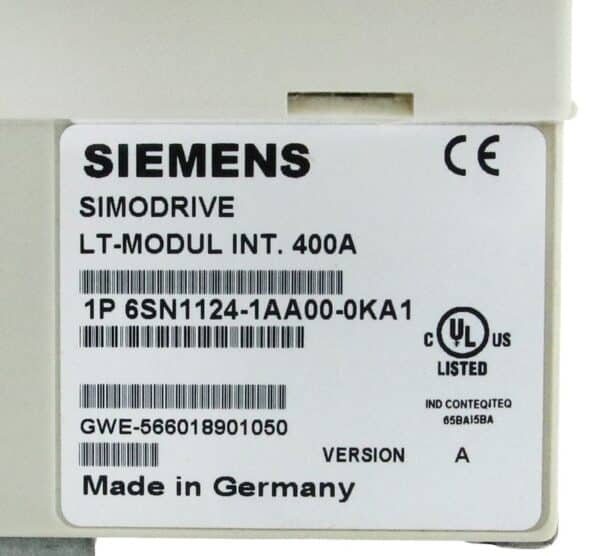 SIEMENS
CE
SIMODRIVE
LT-MODUL INT. 400A
1P 6SN1124-1AA00-0KA1
C UL US
LISTED
IND CONTEQITEQ
65BAI5BA
GWE-566018901050
VERSION A
Made in Germany